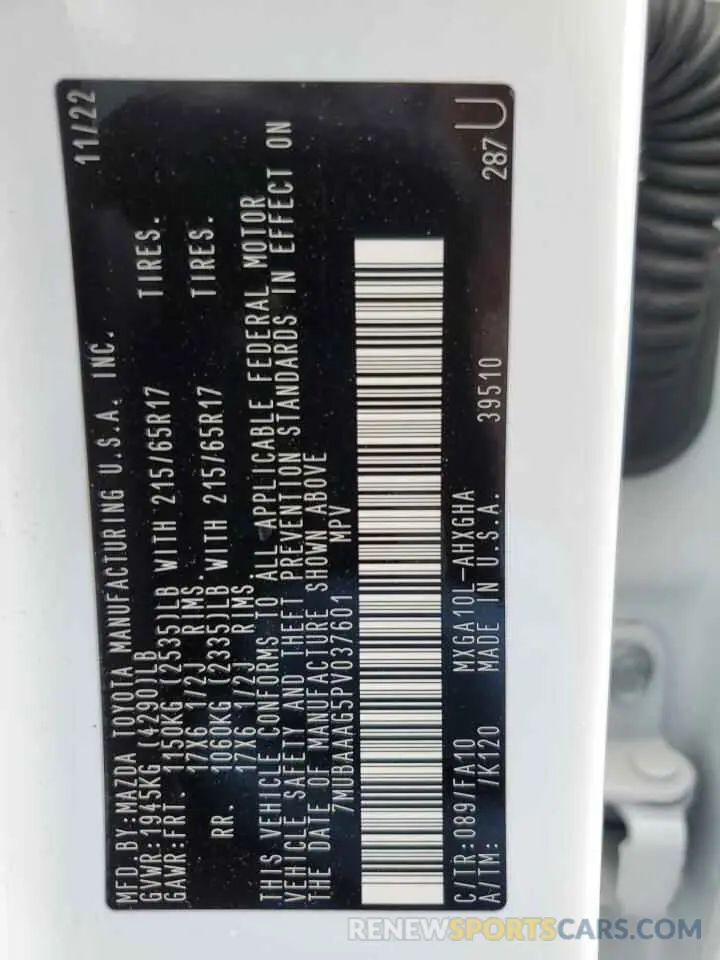 MFD.BY:MAZDA TOYOTA MANUFACTURING U.S.A. INC. 11/22
GVWR:1945KG (4290)LB
GAWR:FRT. 1150KG (2535)LB WITH 215/65R17 TIRES.
17X6 1/2J RIMS.
RR. 1060KG (2335)LB WITH 215/65R17 TIRES.
17X6 1/2J RIMS.
THIS VEHICLE CONFORMS TO ALL APPLICABLE FEDERAL MOTOR
VEHICLE SAFETY AND THEFT PREVENTION STANDARDS IN EFFECT ON
THE DATE OF MANUFACTURE SHOWN ABOVE
7MUBAAAG5PV037601 MPV
C/TR:089/FA10 MXGA10L-AHXGHA
A/TM: /K120 MADE IN U.S.A. 39510 287 U
RENEWSPORTSCARS.COM